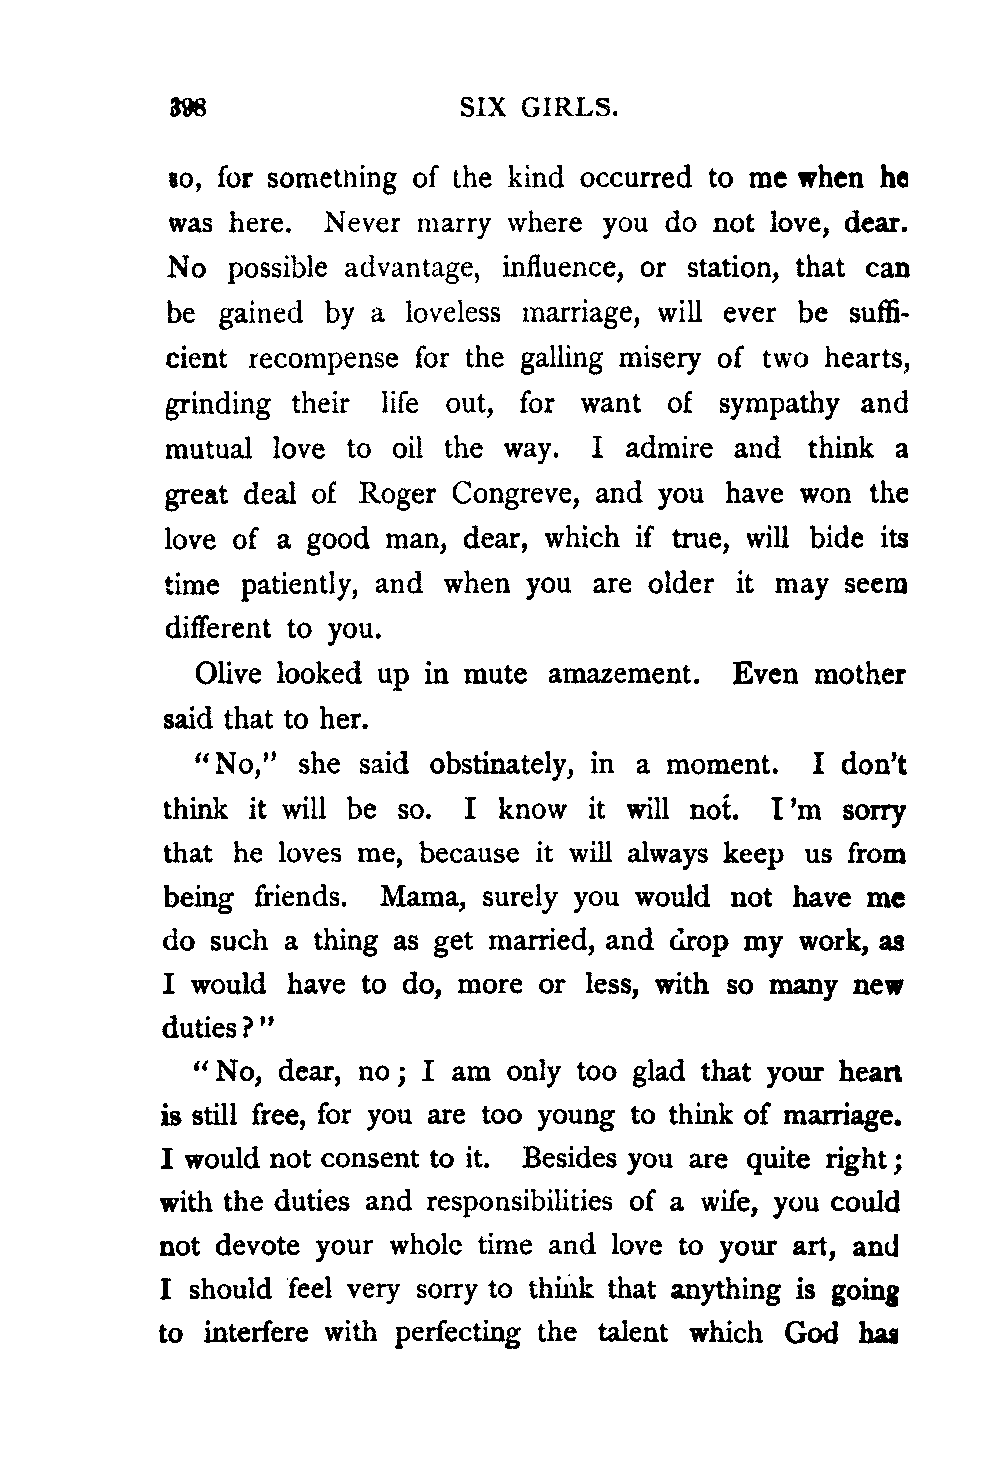 398 SIX GIRLS.
so, for something of the kind occurred to me when he
was here. Never marry where you do not love, dear.
No possible advantage, influence, or station, that can
be gained by a loveless marriage, will ever be suffi-
cient recompense for the galling misery of two hearts,
grinding their life out, for want of sympathy and
mutual love to oil the way. I admire and think a
great deal of Roger Congreve, and you have won the
love of a good man, dear, which if true, will bide its
time patiently, and when you are older it may seem
different to you.
Olive looked up in mute amazement. Even mother
said that to her.
"No," she said obstinately, in a moment. I don't
think it will be so. I know it will not. I'm sorry
that he loves me, because it will always keep us from
being friends. Mama, surely you would not have me
do such a thing as get married, and drop my work, as
I would have to do, more or less, with so many new
duties?"
"No, dear, no; I am only too glad that your heart
is still free, for you are too young to think of marriage.
I would not consent to it. Besides you are quite right;
with the duties and responsibilities of a wife, you could
not devote your whole time and love to your art, and
I should feel very sorry to think that anything is going
to interfere with perfecting the talent which God has